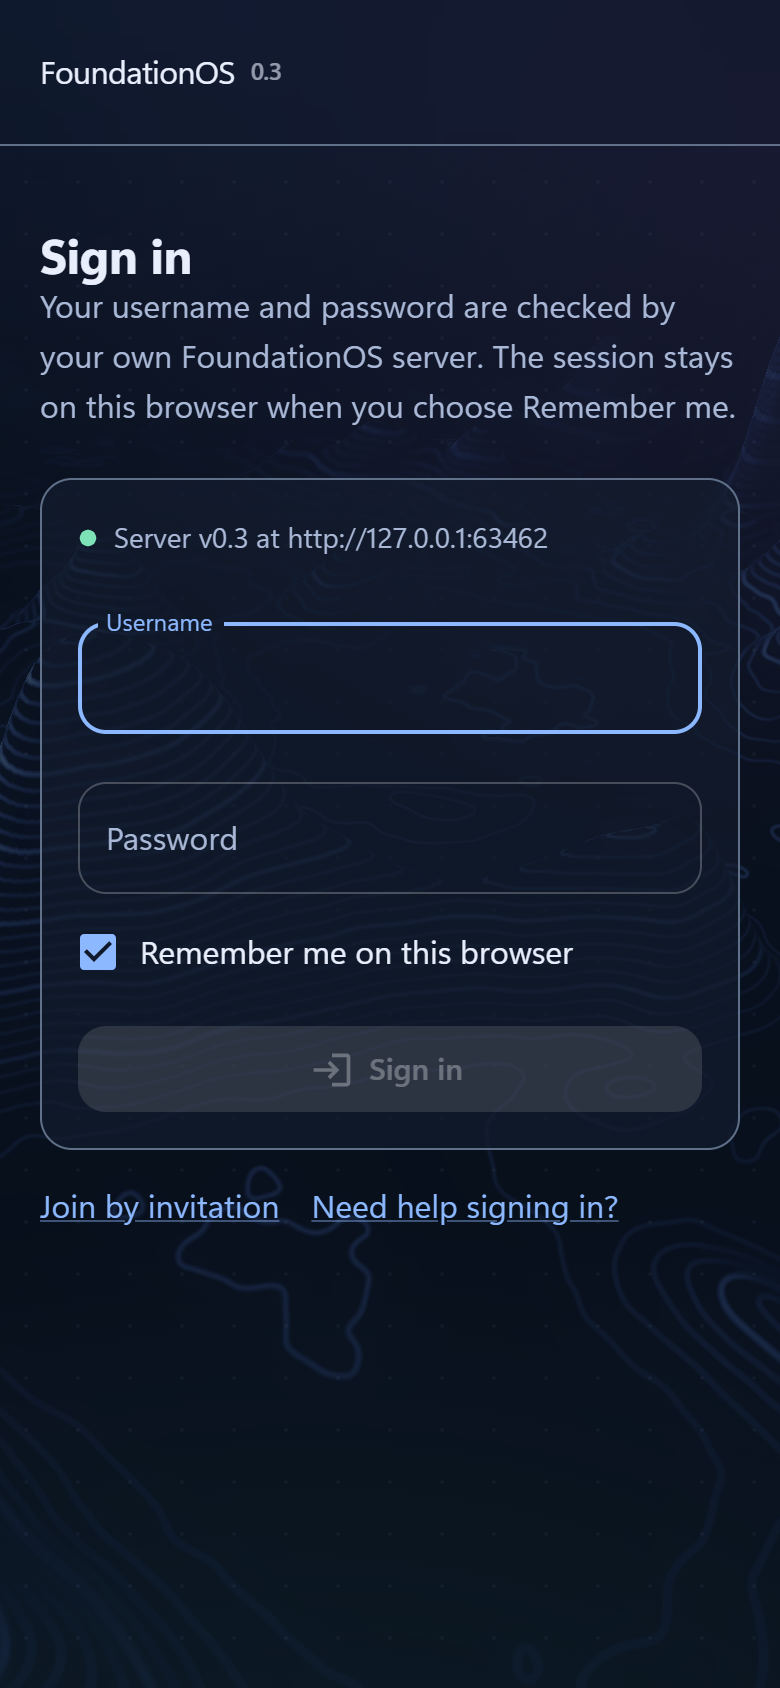 FoundationOS 0.3
Sign in
Your username and password are checked by
your own FoundationOS server. The session stays
on this browser when you choose Remember me.
Server v0.3 at http://127.0.0.1:63462
Username
Password
Remember me on this browser
Sign in
Join by invitation Need help signing in?